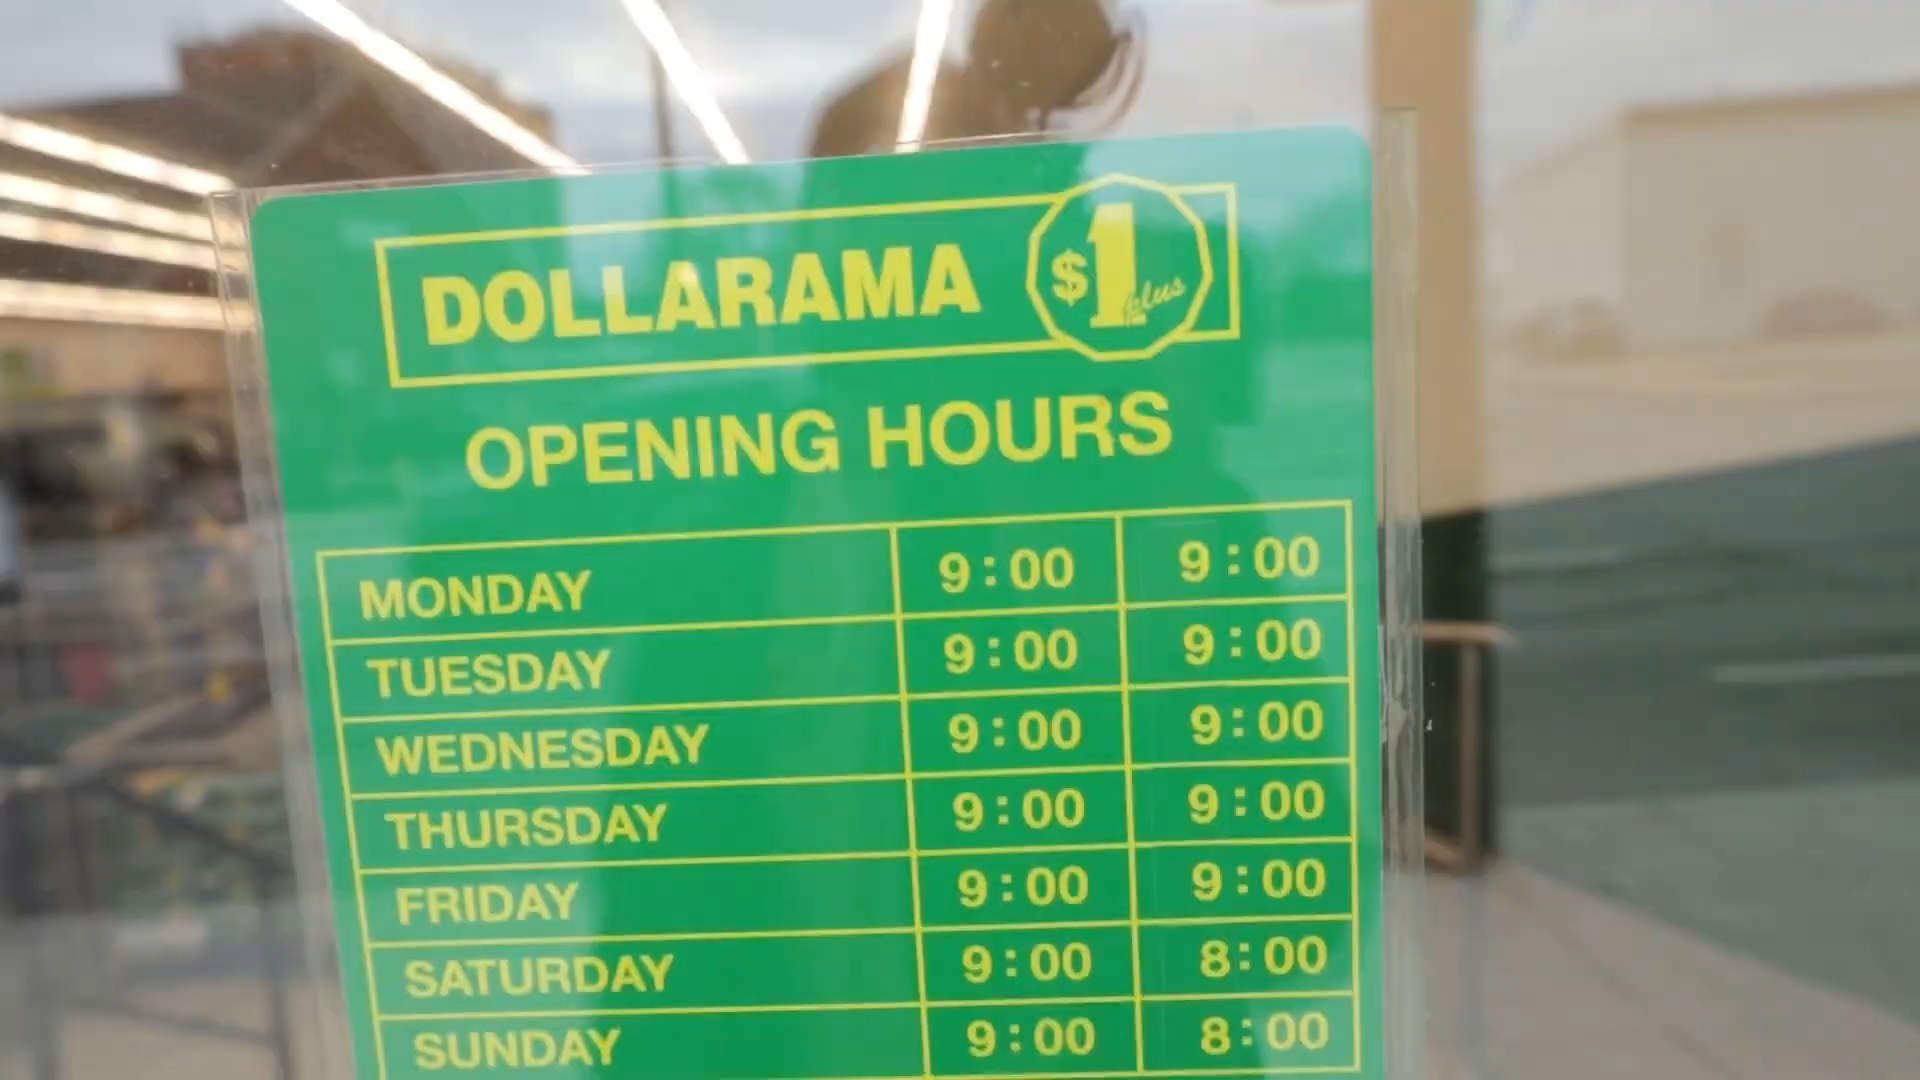 DOLLARAMA $1 plus
OPENING HOURS
MONDAY 9:00 9:00
TUESDAY 9:00 9:00
WEDNESDAY 9:00 9:00
THURSDAY 9:00 9:00
FRIDAY 9:00 9:00
SATURDAY 9:00 8:00
SUNDAY 9:00 8:00